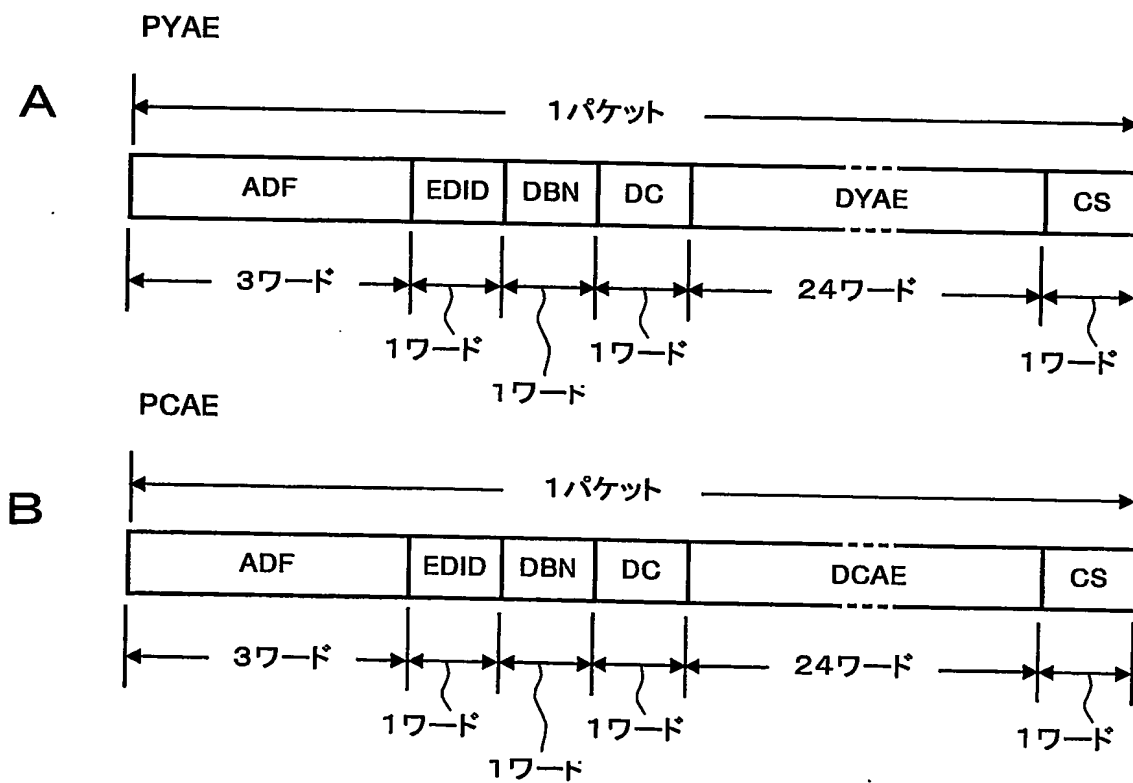 PYAE
A
1パケット
ADF EDID DBN DC DYAE CS
3ワード 24ワード
1ワード 1ワード 1ワード
1ワード
PCAE
B
1パケット
ADF EDID DBN DC DCAE CS
3ワード 24ワード
1ワード 1ワード 1ワード
1ワード